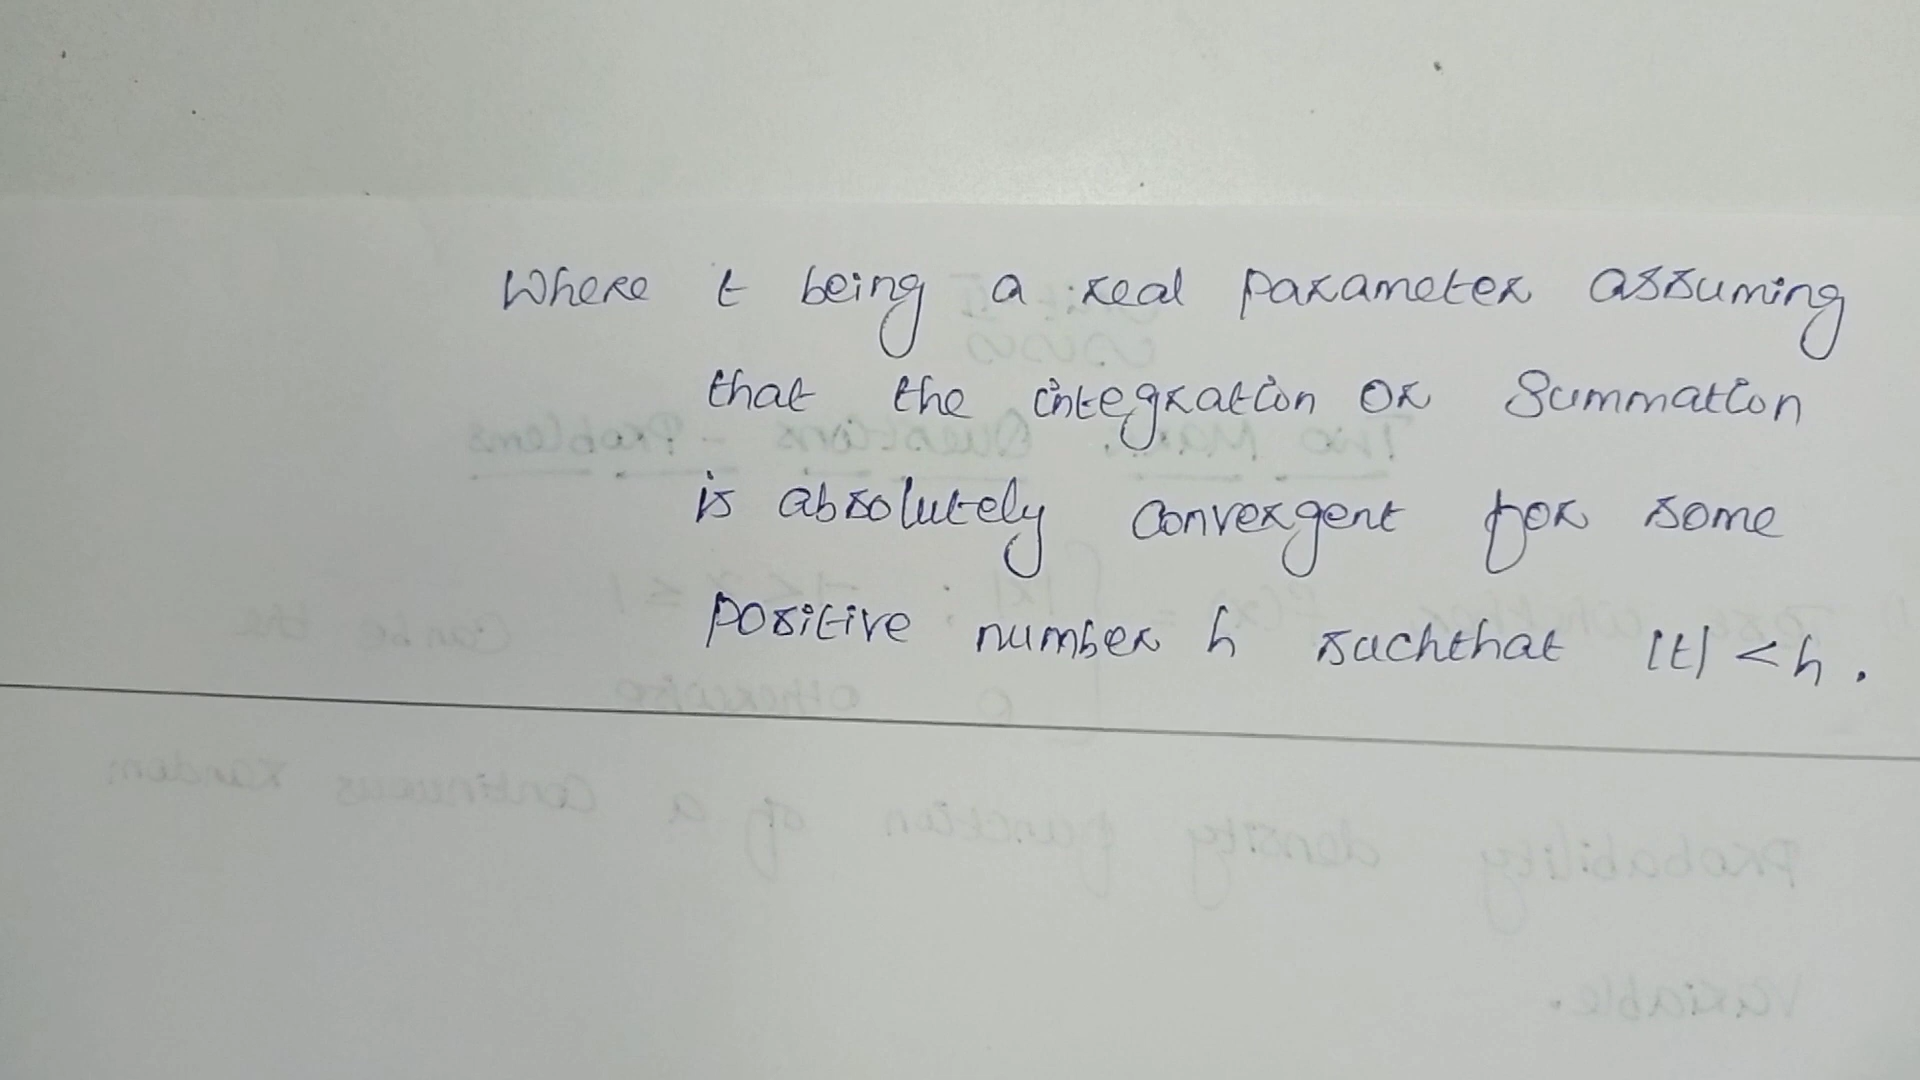 Where t being a real parameter assuming
that the integration or Summation
is absolutely convergent for some
positive number h suchthat |t| < h.